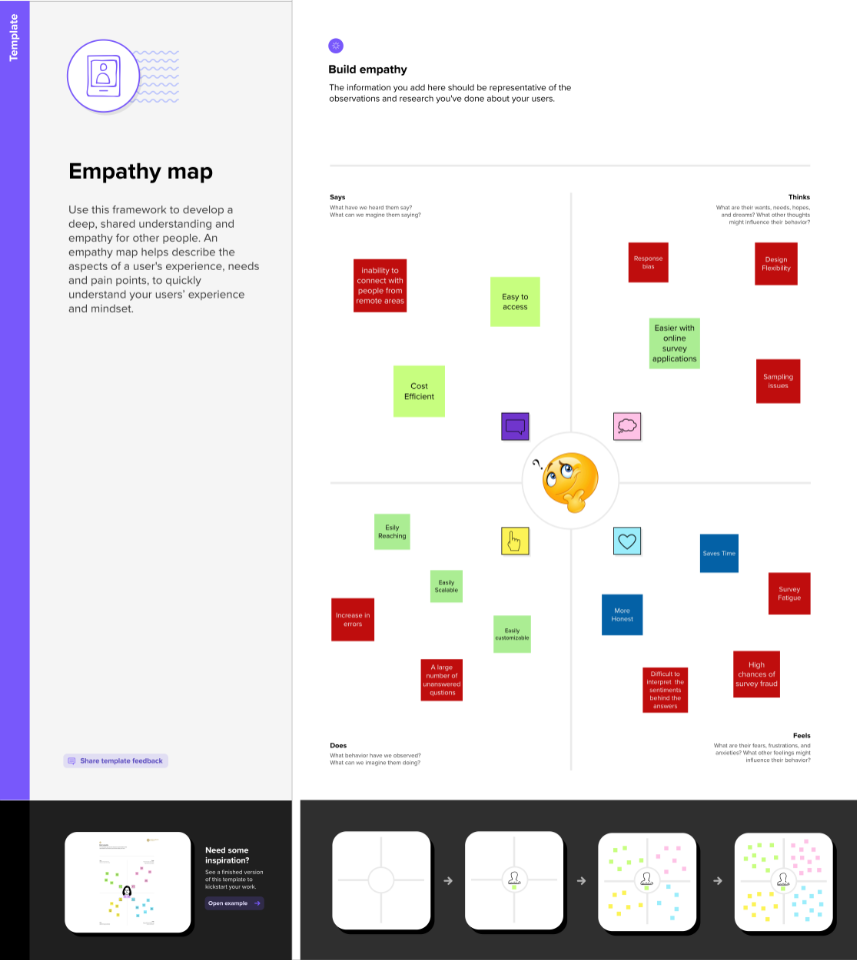 Template
Empathy map
Use this framework to develop a
deep, shared understanding and
empathy for other people. An
empathy map helps describe the
aspects of a user's experience, needs
and pain points, to quickly
understand your users' experience
and mindset.
Share template feedback
Build empathy
The information you add here should be representative of the
observations and research you've done about your users.
Says
What have we heard them say?
What can we imagine them saying?
Thinks
What are their wants, needs, hopes,
and dreams? What other thoughts
might influence their behavior?
inability to
connect with
people from
remote areas
Easy to
access
Cost
Efficient
Response
bias
Design
Flexibility
Easier with
online
survey
applications
Sampling
issues
?
Esily
Reaching
Easily
Scalable
Increase in
errors
Easily
customizable
A large
number of
unanswered
qustions
Saves Time
Survey
Fatigue
More
Honest
High
chances of
survey fraud
Difficult to
interpret the
sentiments
behind the
answers
Does
What behavior have we observed?
What can we imagine them doing?
Feels
What are their fears, frustrations, and
anxieties? What other feelings might
influence their behavior?
Need some
inspiration?
See a finished version
of this template to
kickstart your work.
Open example